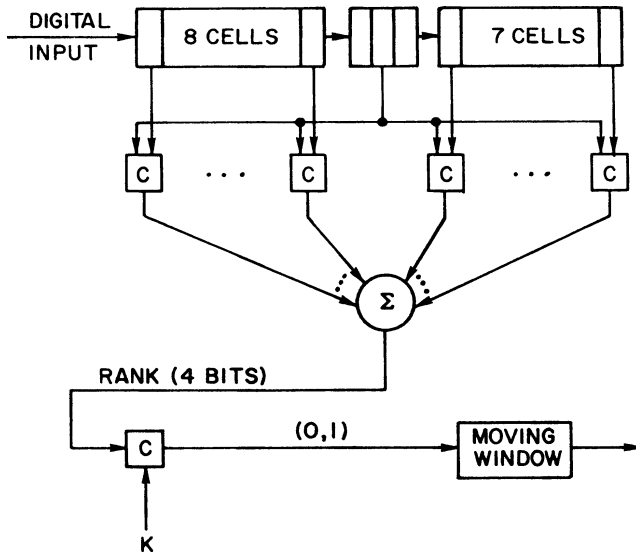 DIGITAL
INPUT
8 CELLS
7 CELLS
C
. . .
C
C
. . .
C
Σ
RANK (4 BITS)
C
(0,1)
MOVING
WINDOW
K